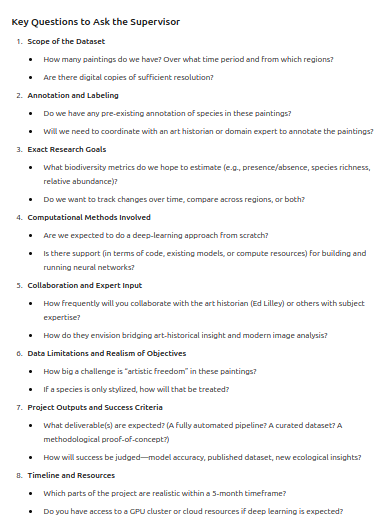 Key Questions to Ask the Supervisor
1. Scope of the Dataset
• How many paintings do we have? Over what time period and from which regions?
• Are there digital copies of sufficient resolution?
2. Annotation and Labeling
• Do we have any pre-existing annotation of species in these paintings?
• Will we need to coordinate with an art historian or domain expert to annotate the paintings?
3. Exact Research Goals
• What biodiversity metrics do we hope to estimate (e.g., presence/absence, species richness,
relative abundance)?
• Do we want to track changes over time, compare across regions, or both?
4. Computational Methods Involved
• Are we expected to do a deep-learning approach from scratch?
• Is there support (in terms of code, existing models, or compute resources) for building and
running neural networks?
5. Collaboration and Expert Input
• How frequently will you collaborate with the art historian (Ed Lilley) or others with subject
expertise?
• How do they envision bridging art-historical insight and modern image analysis?
6. Data Limitations and Realism of Objectives
• How big a challenge is "artistic freedom" in these paintings?
• If a species is only stylized, how will that be treated?
7. Project Outputs and Success Criteria
• What deliverable(s) are expected? (A fully automated pipeline? A curated dataset? A
methodological proof-of-concept?)
• How will success be judged—model accuracy, published dataset, new ecological insights?
8. Timeline and Resources
• Which parts of the project are realistic within a 5-month timeframe?
• Do you have access to a GPU cluster or cloud resources if deep learning is expected?